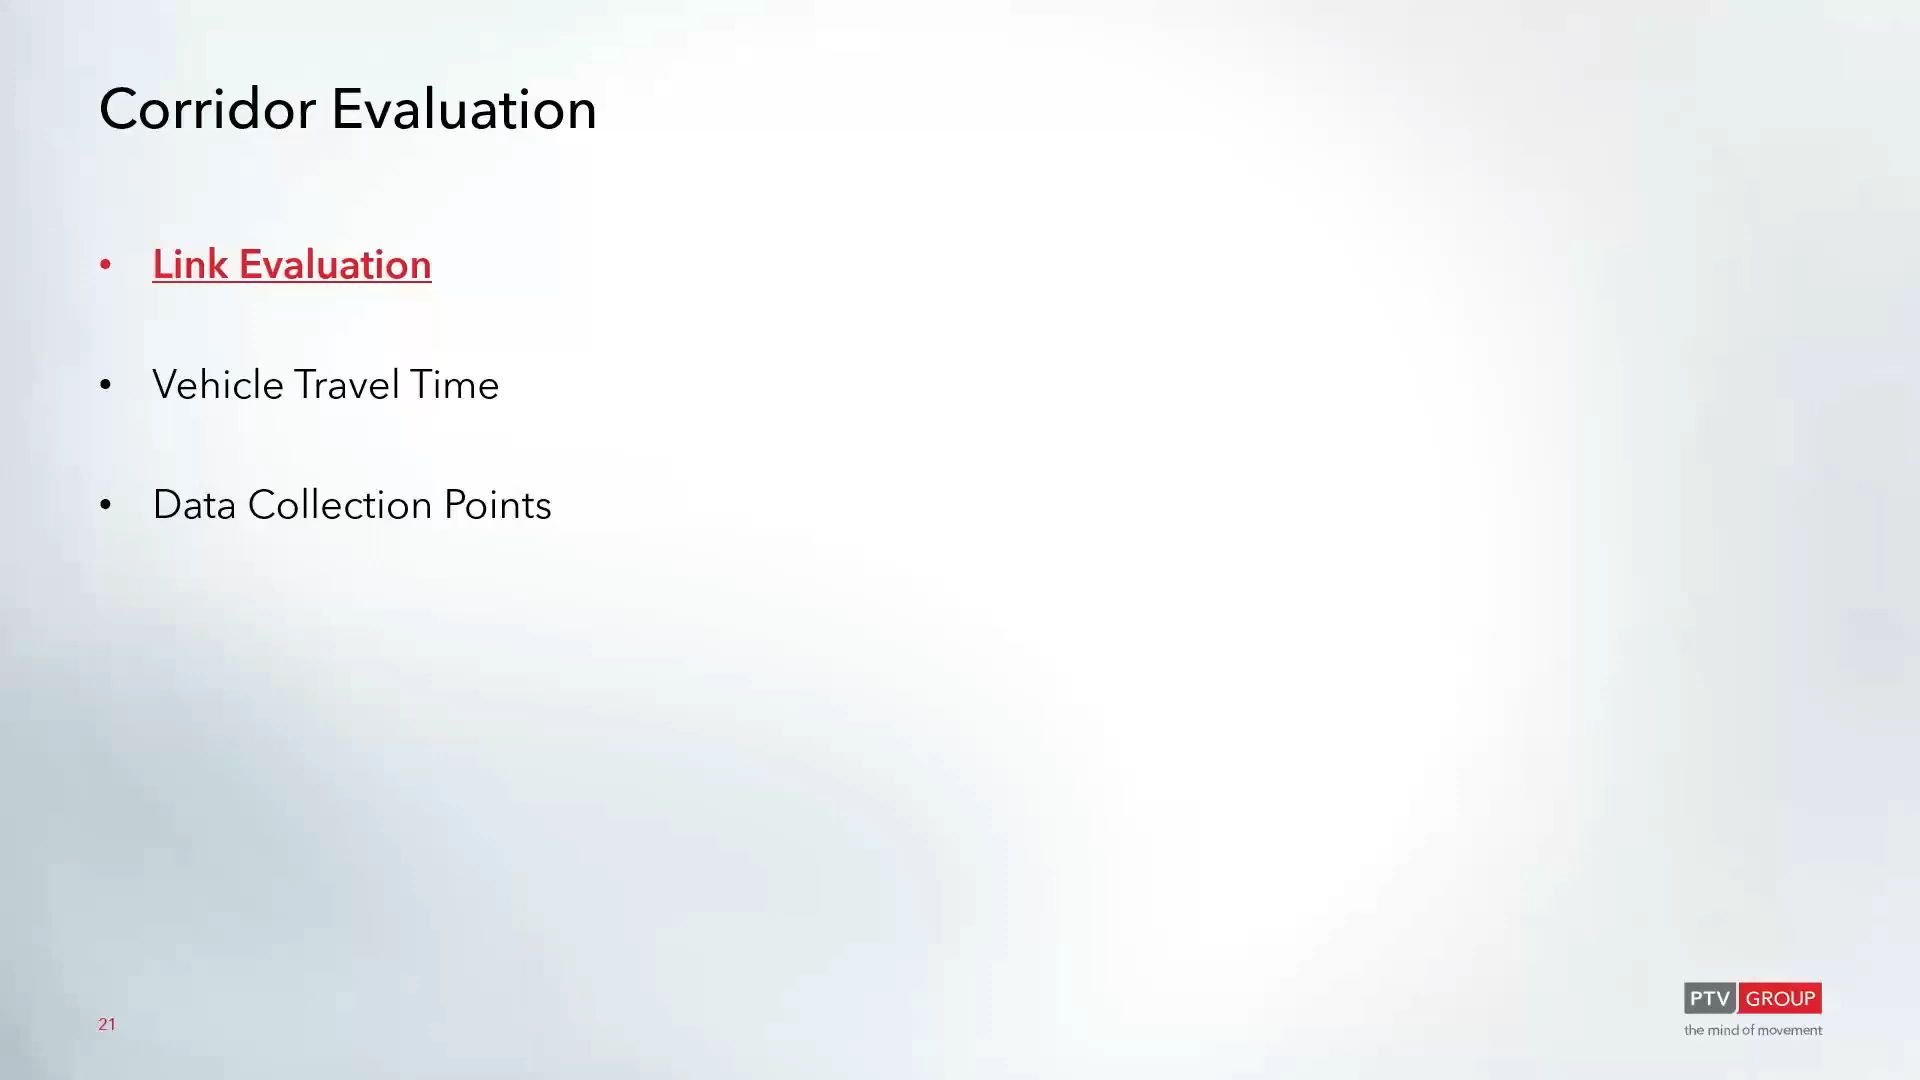 Corridor Evaluation
• Link Evaluation
• Vehicle Travel Time
• Data Collection Points
21
PTV GROUP
the mind of movement